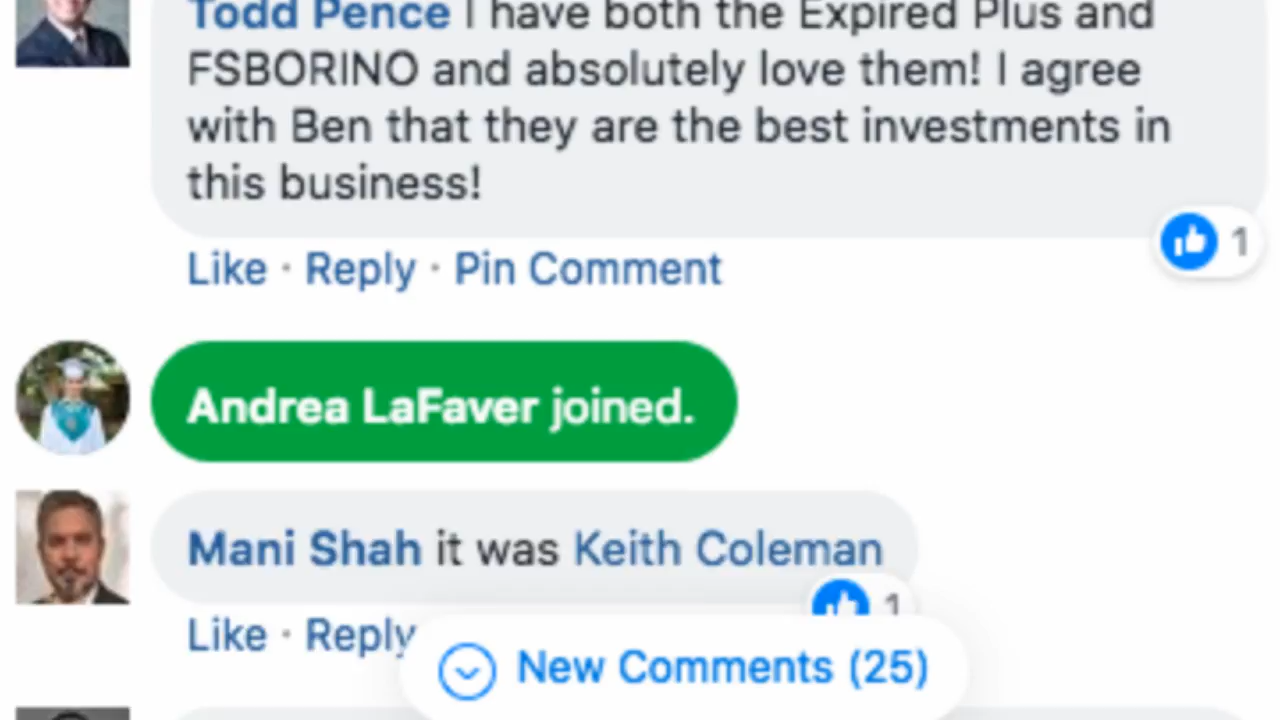 Todd Pence I have both the Expired Plus and
FSBORINO and absolutely love them! I agree
with Ben that they are the best investments in
this business!
1
Like · Reply · Pin Comment
Andrea LaFaver joined.
Mani Shah it was Keith Coleman
1
Like · Reply
New Comments (25)